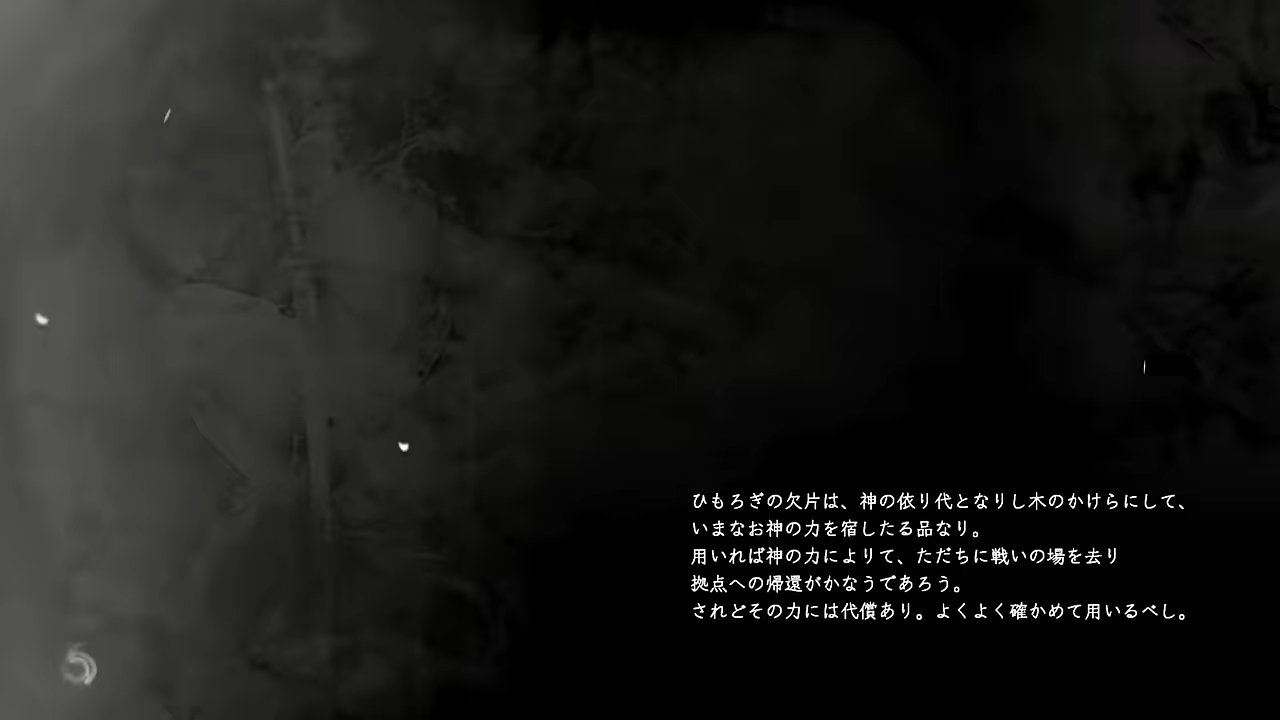 ひもろぎの欠片は、神の依り代となりし木のかけらにして、
いまなお神の力を宿したる品なり。
用いれば神の力によりて、ただちに戦いの場を去り
拠点への帰還がかなうであろう。
されどその力には代償あり。よくよく確かめて用いるべし。